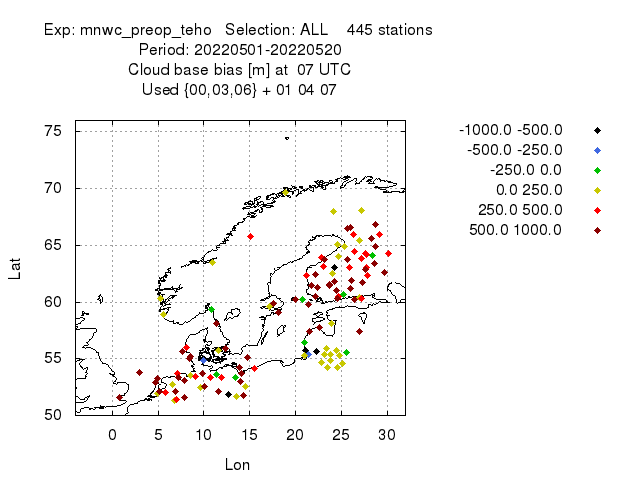 Exp: mnwc_preop_teho   Selection: ALL    445 stations
Period: 20220501-20220520
Cloud base bias [m] at  07 UTC
Used {00,03,06} + 01 04 07
-1000.0 -500.0
-500.0 -250.0
-250.0 0.0
0.0 250.0
250.0 500.0
500.0 1000.0
75
70
65
60
55
50
Lat
0 5 10 15 20 25 30
Lon